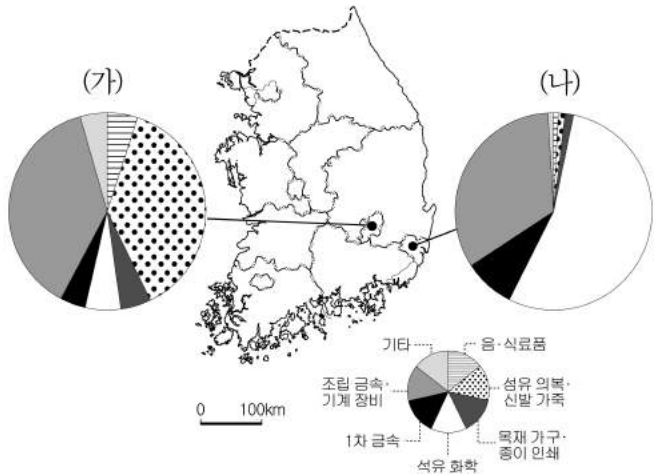 (가)
(나)
기타
음·식료품
조립 금속·
기계 장비
섬유 의복·
신발 가죽
0 100km
1차 금속
목재 가구·
종이 인쇄
석유 화학